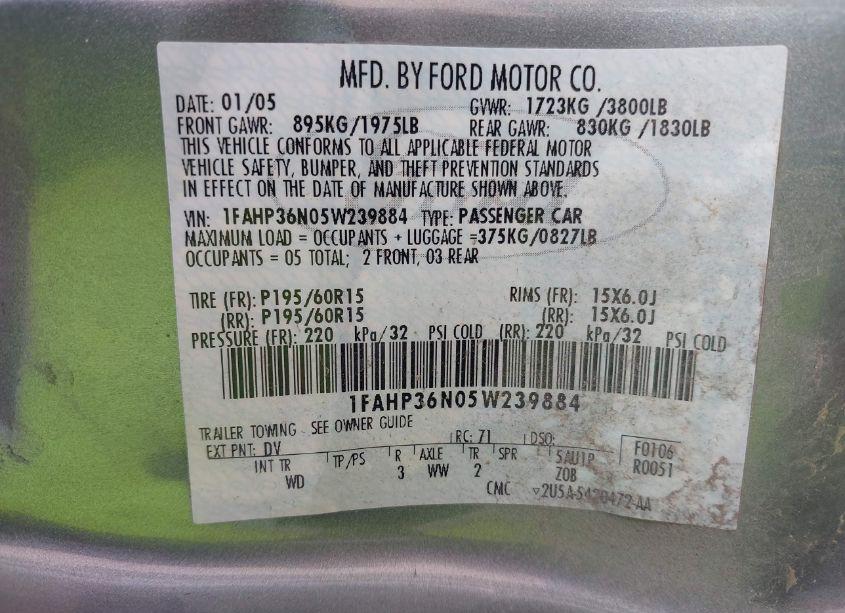 MFD. BY FORD MOTOR CO.
DATE: 01/05 GVWR: 1723KG /3800LB
FRONT GAWR: 895KG/1975LB REAR GAWR: 830KG /1830LB
THIS VEHICLE CONFORMS TO ALL APPLICABLE FEDERAL MOTOR
VEHICLE SAFETY, BUMPER, AND THEFT PREVENTION STANDARDS
IN EFFECT ON THE DATE OF MANUFACTURE SHOWN ABOVE.
VIN: 1FAHP36N05W239884 TYPE: PASSENGER CAR
MAXIMUM LOAD = OCCUPANTS + LUGGAGE =375KG/0827LB
OCCUPANTS = 05 TOTAL; 2 FRONT, 03 REAR
TIRE (FR): P195/60R15 RIMS (FR): 15X6.0J
(RR): P195/60R15 (RR): 15X6.0J
PRESSURE (FR): 220 kPa/32 PSI COLD (RR): 220 kPa/32 PSI COLD
1FAHP36N05W239884
TRAILER TOWING SEE OWNER GUIDE
EXT PNT: DV RC: 71 DSO: F0106
INT TR TP/PS R AXLE TR SPR 5AU1P R0051
WD 3 WW 2 ZOB
CMC 2U5A-5420472-AA